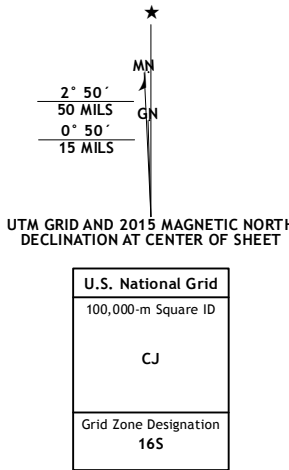 MN
2° 50´
50 MILS
GN
0° 50´
15 MILS
UTM GRID AND 2015 MAGNETIC NORTH
DECLINATION AT CENTER OF SHEET
U.S. National Grid
100,000-m Square ID
CJ
Grid Zone Designation
16S